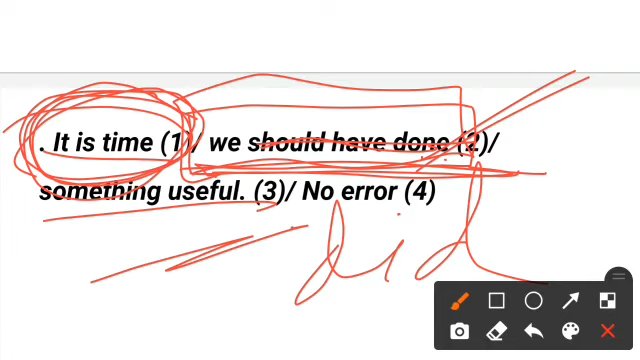 . It is time (1)/ we should have done (2)/
something useful. (3)/ No error (4)
did